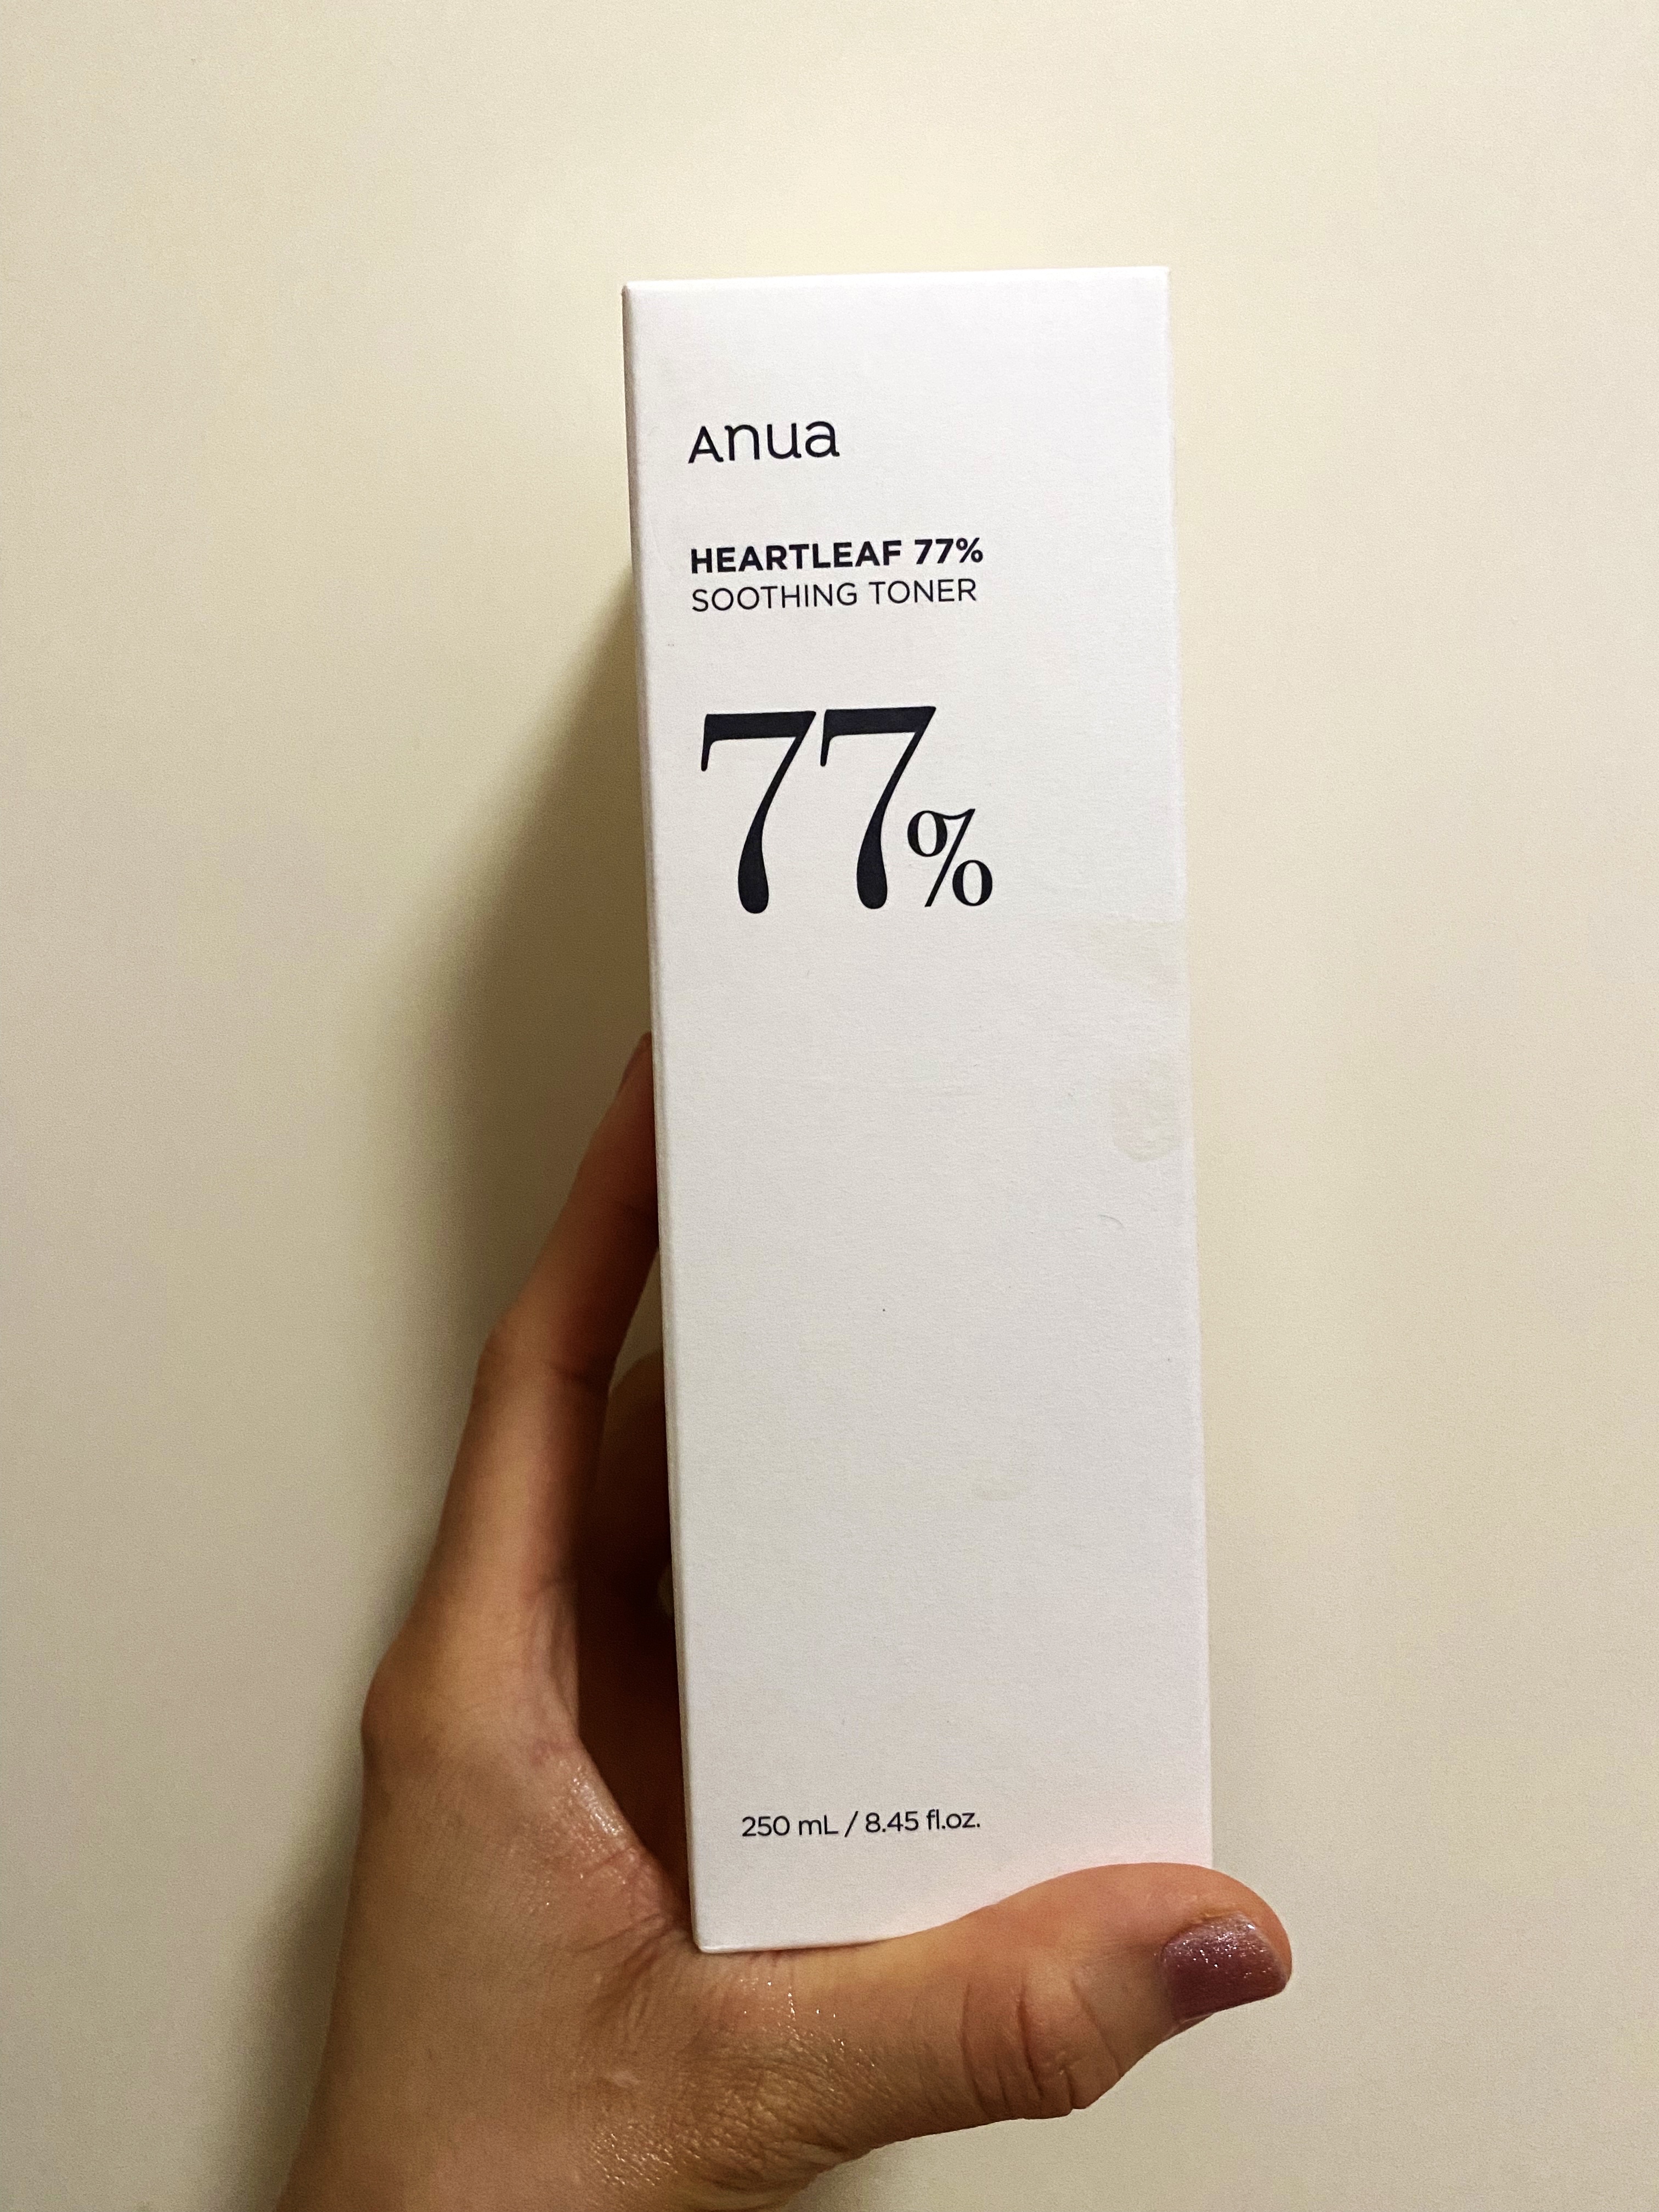 Anua
HEARTLEAF 77%
SOOTHING TONER
77%
250 mL / 8.45 fl.oz.